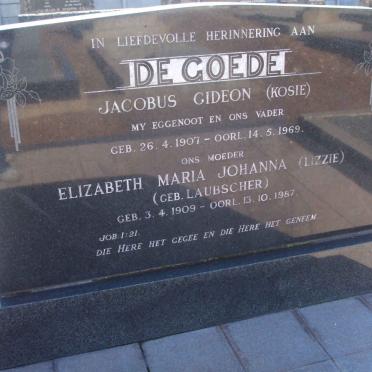 IN LIEFDEVOLLE HERINNERING AAN
DE GOEDE
JACOBUS GIDEON (KOSIE)
MY EGGENOOT EN ONS VADER
GEB. 26.4.1907 - OORL. 14.5.1969.
ONS MOEDER
ELIZABETH MARIA JOHANNA (LIZZIE)
(GEB. LAUBSCHER)
GEB. 3.4.1909 - OORL. 13.10.1987.
JOB 1:21.
DIE HERE HET GEGEE EN DIE HERE HET GENEEM.